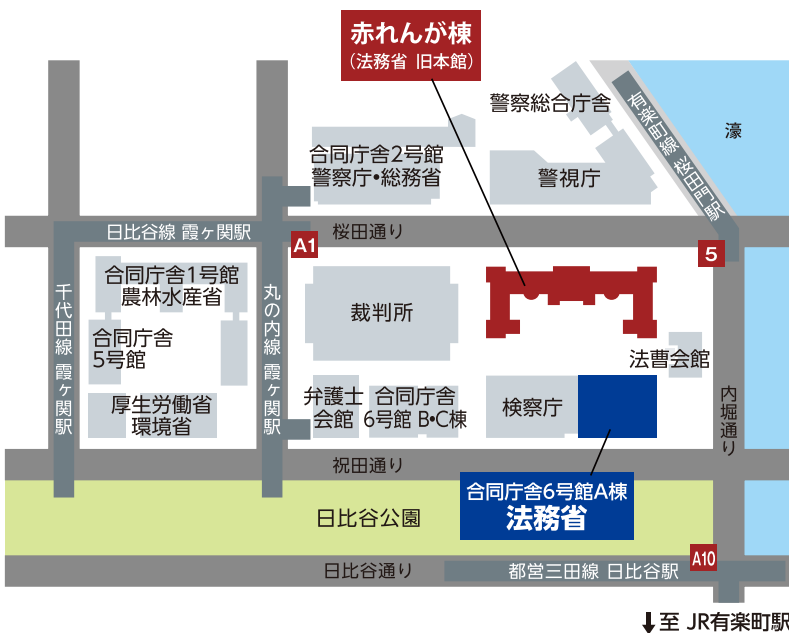 赤れんが棟
（法務省 旧本館）
警察総合庁舎
有楽町線 桜田門駅
濠
合同庁舎2号館
警察庁・総務省
警視庁
日比谷線 霞ヶ関駅
A1
桜田通り
5
合同庁舎1号館
農林水産省
千代田線 霞ヶ関駅
丸の内線 霞ヶ関駅
裁判所
合同庁舎
5号館
法曹会館
厚生労働省
環境省
弁護士
会館
合同庁舎
6号館 B・C棟
検察庁
内堀通り
祝田通り
合同庁舎6号館A棟
法務省
日比谷公園
A10
日比谷通り
都営三田線 日比谷駅
至 JR有楽町駅